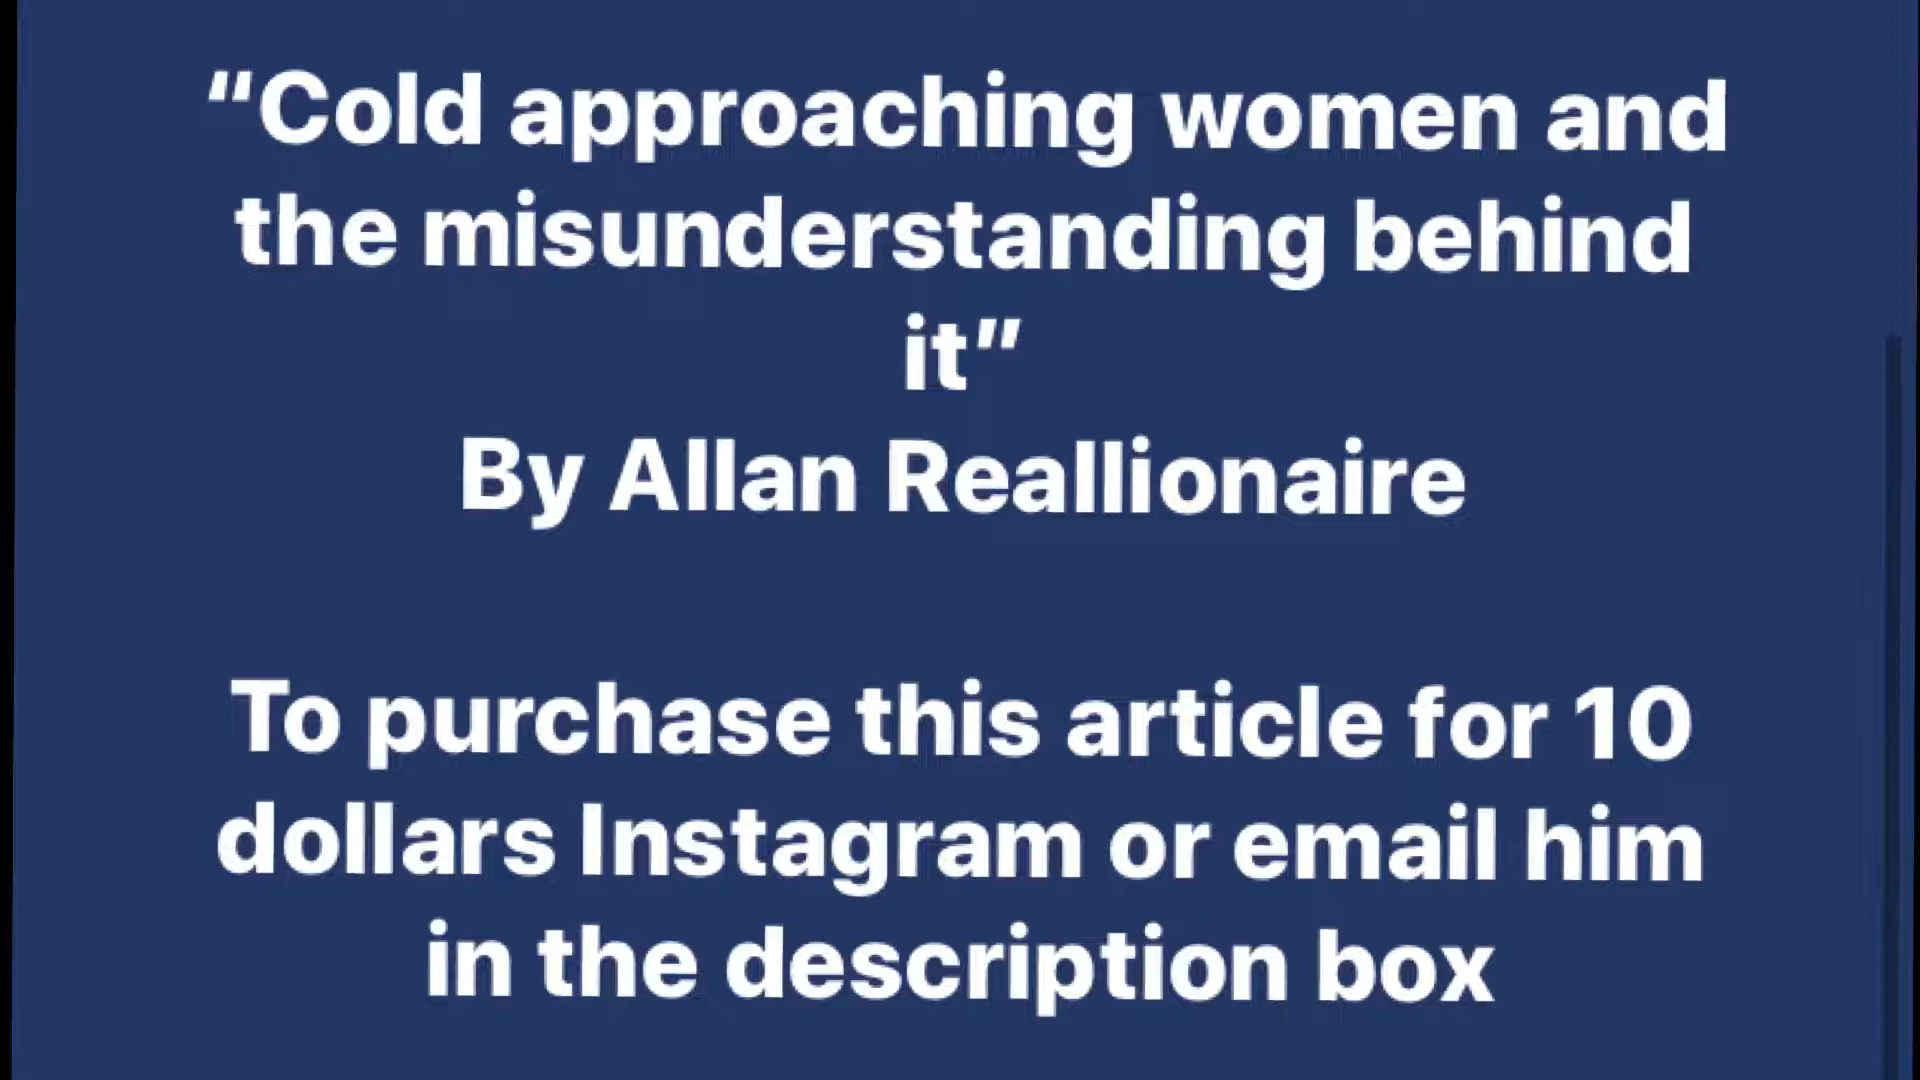 “Cold approaching women and
the misunderstanding behind
it”
By Allan Reallionaire
To purchase this article for 10
dollars Instagram or email him
in the description box